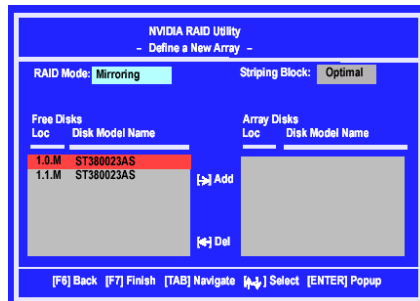 NVIDIA RAID Utility
– Define a New Array –
RAID Mode: Mirroring Striping Block: Optimal
Free Disks Array Disks
Loc Disk Model Name Loc Disk Model Name
1.0.M ST380023AS
1.1.M ST380023AS
[→] Add
[←] Del
[F6] Back [F7] Finish [TAB] Navigate [↑↓] Select [ENTER] Popup